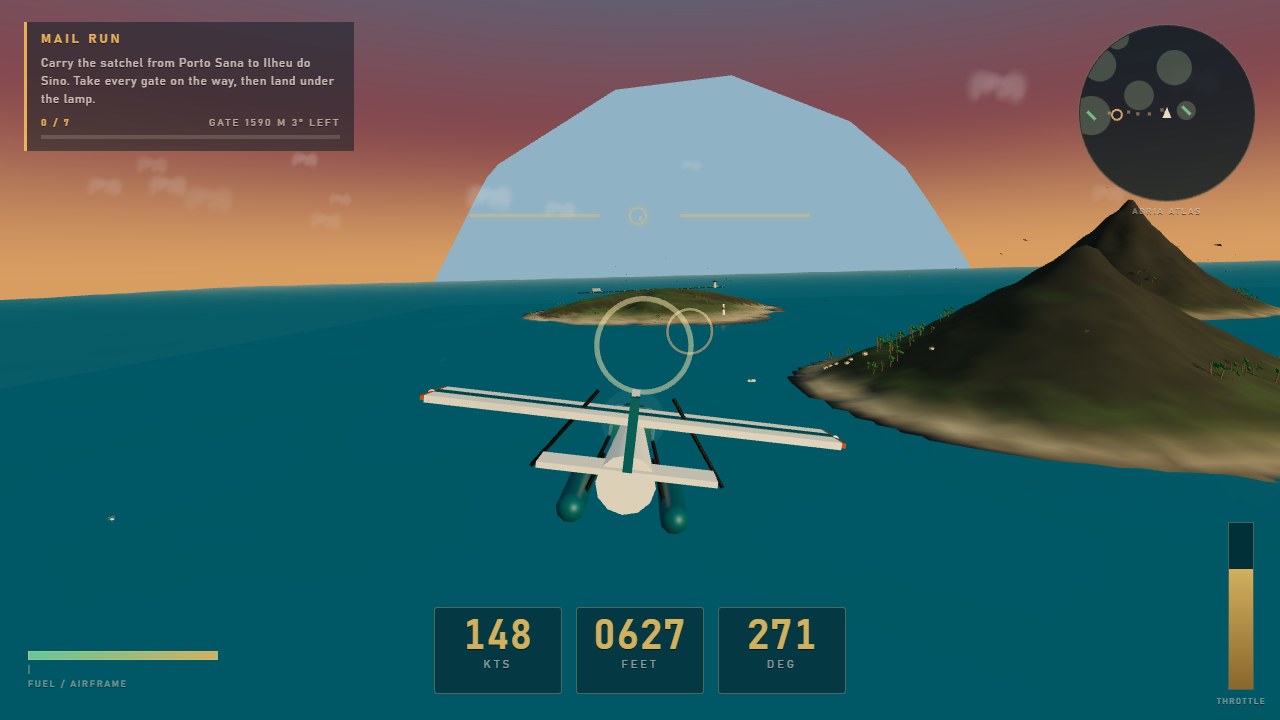 MAIL RUN
Carry the satchel from Porto Sana to Ilheu do
Sino. Take every gate on the way, then land under
the lamp.
0 / 7
GATE 1590 M 3° LEFT
ADRIA ATLAS
148
KTS
0627
FEET
271
DEG
FUEL / AIRFRAME
THROTTLE